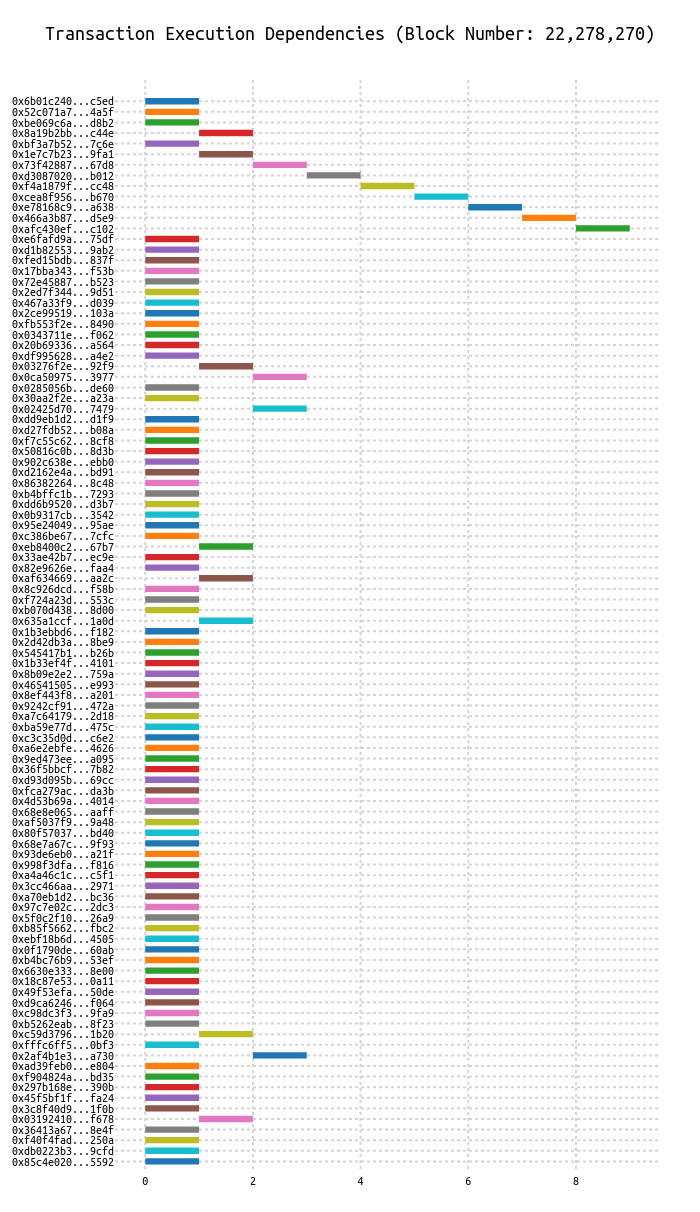 Transaction Execution Dependencies (Block Number: 22,278,270)
0x6b01c240...c5ed
0x52c071a7...4a5f
0xbe069c6a...d8b2
0x8a19b2bb...c44e
0xbf3a7b52...7c6e
0x1e7c7b23...9fa1
0x73f42887...67d8
0xd3087020...b012
0xf4a1879f...cc48
0xcea8f956...b670
0xe78168c9...a638
0x466a3b87...d5e9
0xafc430ef...c102
0xe6fafd9a...75df
0xd1b82553...9ab2
0xfed15bdb...837f
0x17bba343...f53b
0x72e45887...b523
0x2ed7f344...9d51
0x467a33f9...d039
0x2ce99519...103a
0xfb553f2e...8490
0x0343711e...f062
0x20b69336...a564
0xdf995628...a4e2
0x03276f2e...92f9
0x0ca50975...3977
0x0285056b...de60
0x30aa2f2e...a23a
0x02425d70...7479
0xdd9eb1d2...d1f9
0xd27fdb52...b08a
0xf7c55c62...8cf8
0x50816c0b...8d3b
0x902c638e...ebb0
0xd2162e4a...bd91
0x86382264...8c48
0xb4bffc1b...7293
0xdd6b9520...d3b7
0x0b9317cb...3542
0x95e24049...95ae
0xc386be67...7cfc
0xeb8400c2...67b7
0x33ae42b7...ec9e
0x82e9626e...faa4
0xaf634669...aa2c
0x8c926dcd...f58b
0xf724a23d...553c
0xb070d438...8d00
0x635a1ccf...1a0d
0x1b3ebbd6...f182
0x2d42db3a...8be9
0x545417b1...b26b
0x1b33ef4f...4101
0x8b09e2e2...759a
0x46541505...e993
0x8ef443f8...a201
0x9242cf91...472a
0xa7c64179...2d18
0xba59e77d...475c
0xc3c35d0d...c6e2
0xa6e2ebfe...4626
0x9ed473ee...a095
0x36f5bbcf...7b82
0xd93d095b...69cc
0xfca279ac...da3b
0x4d53b69a...4014
0x68e8e065...aaff
0xaf5037f9...9a48
0x80f57037...bd40
0x68e7a67c...9f93
0x93de6eb0...a21f
0x998f3dfa...f816
0xa4a46c1c...c5f1
0x3cc466aa...2971
0xa70eb1d2...bc36
0x97c7e02c...2dc3
0x5f0c2f10...26a9
0xb85f5662...fbc2
0xebf18b6d...4505
0x0f1790de...60ab
0xb4bc76b9...53ef
0x6630e333...8e00
0x18c87e53...0a11
0x49f53efa...50de
0xd9ca6246...f064
0xc98dc3f3...9fa9
0xb5262eab...8f23
0xc59d3796...1b20
0xfffc6ff5...0bf3
0x2af4b1e3...a730
0xad39feb0...e804
0xf904824a...bd35
0x297b168e...390b
0x45f5bf1f...fa24
0x3c8f40d9...1f0b
0x03192410...f678
0x36413a67...8e4f
0xf40f4fad...250a
0xdb0223b3...9cfd
0x85c4e020...5592
0 2 4 6 8